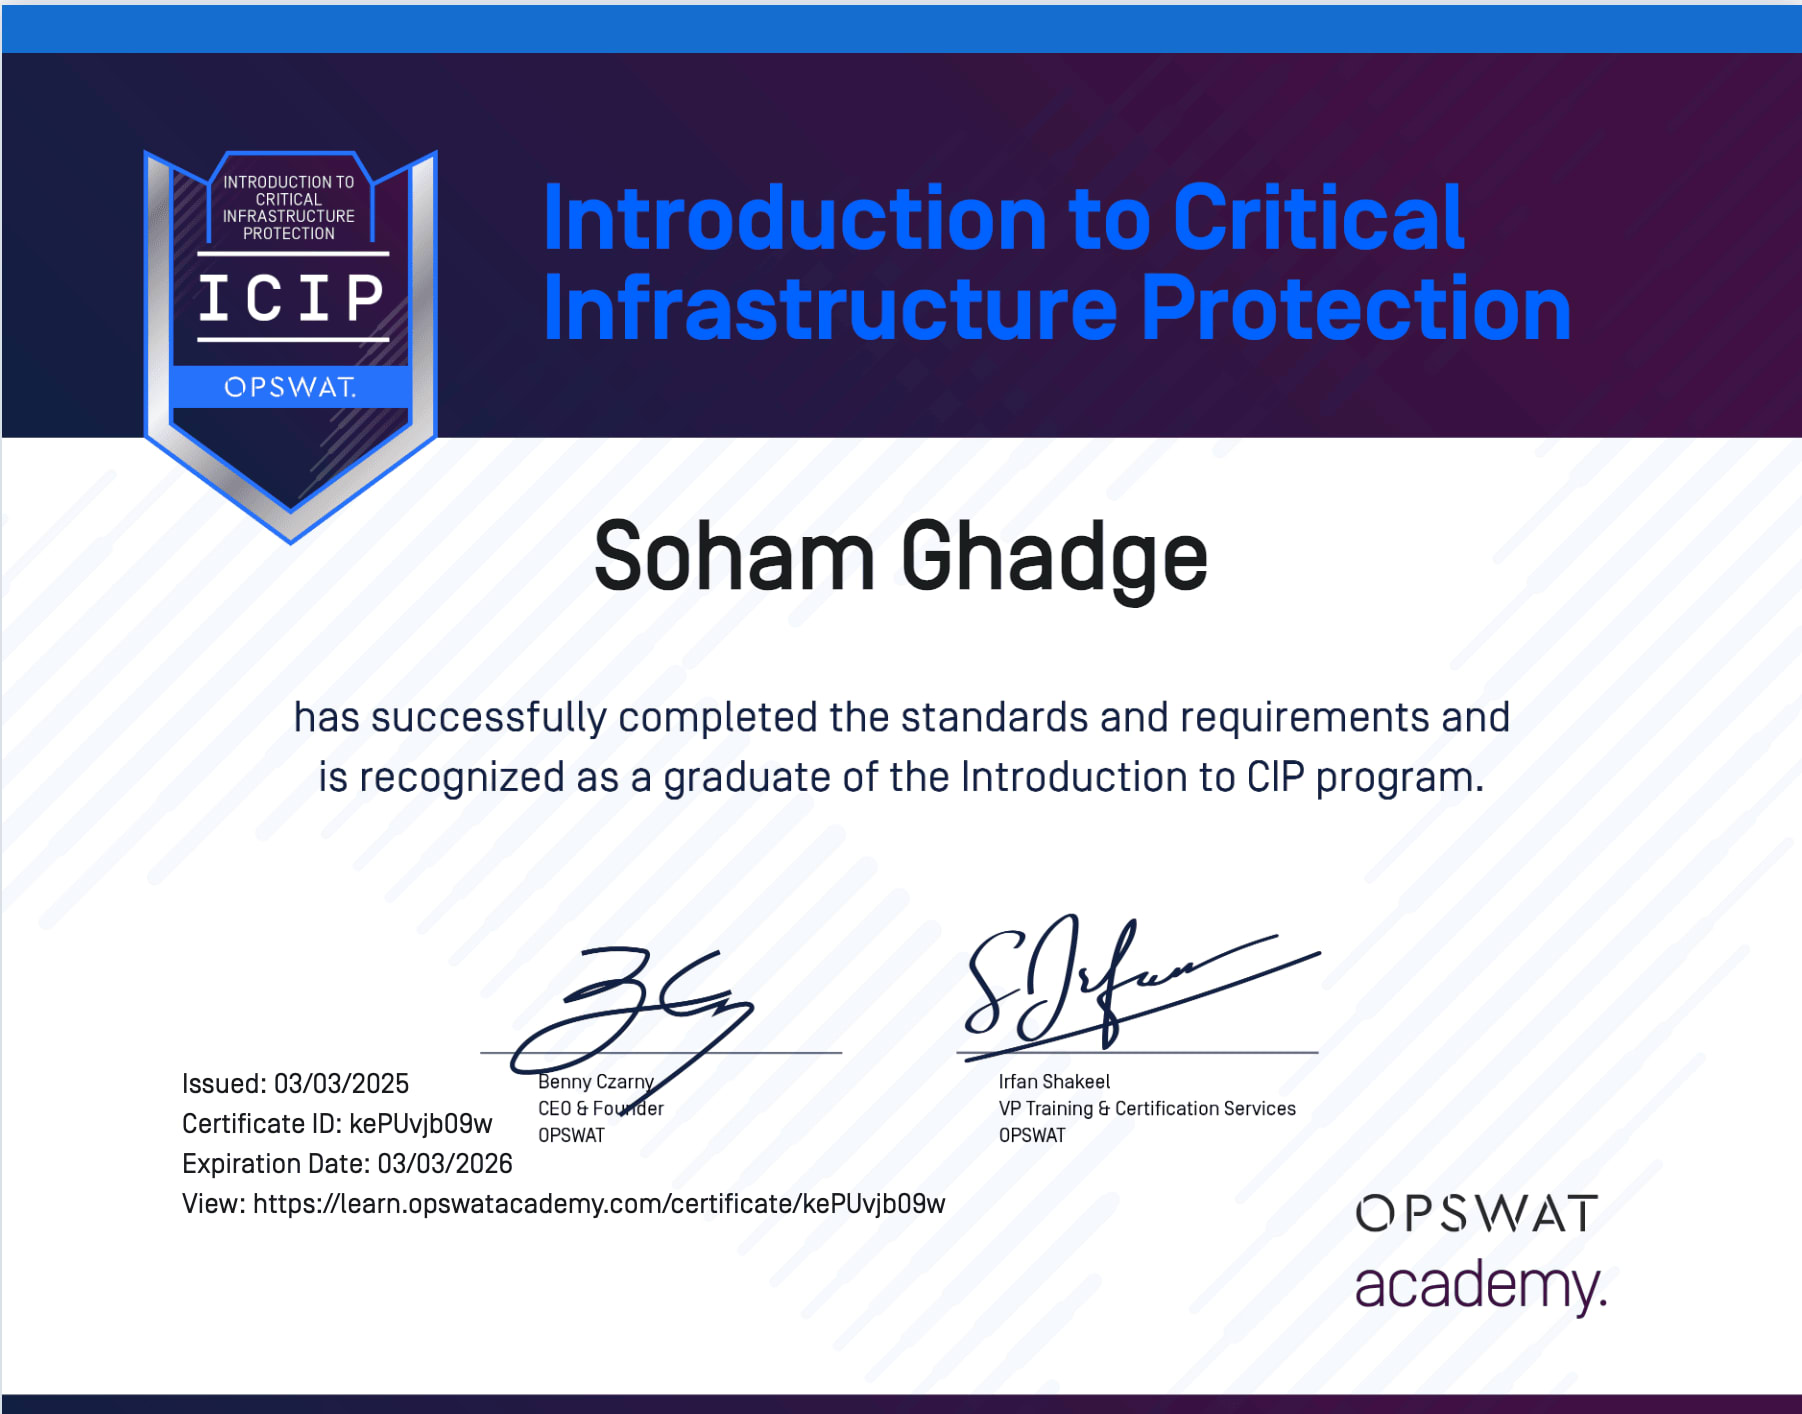 INTRODUCTION TO
CRITICAL
INFRASTRUCTURE
PROTECTION
ICIP
OPSWAT.
Introduction to Critical
Infrastructure Protection
Soham Ghadge
has successfully completed the standards and requirements and
is recognized as a graduate of the Introduction to CIP program.
S Irfan
Benny Czarny
CEO & Founder
OPSWAT
Irfan Shakeel
VP Training & Certification Services
OPSWAT
Issued: 03/03/2025
Certificate ID: kePUvjb09w
Expiration Date: 03/03/2026
View: https://learn.opswatacademy.com/certificate/kePUvjb09w
OPSWAT
academy.